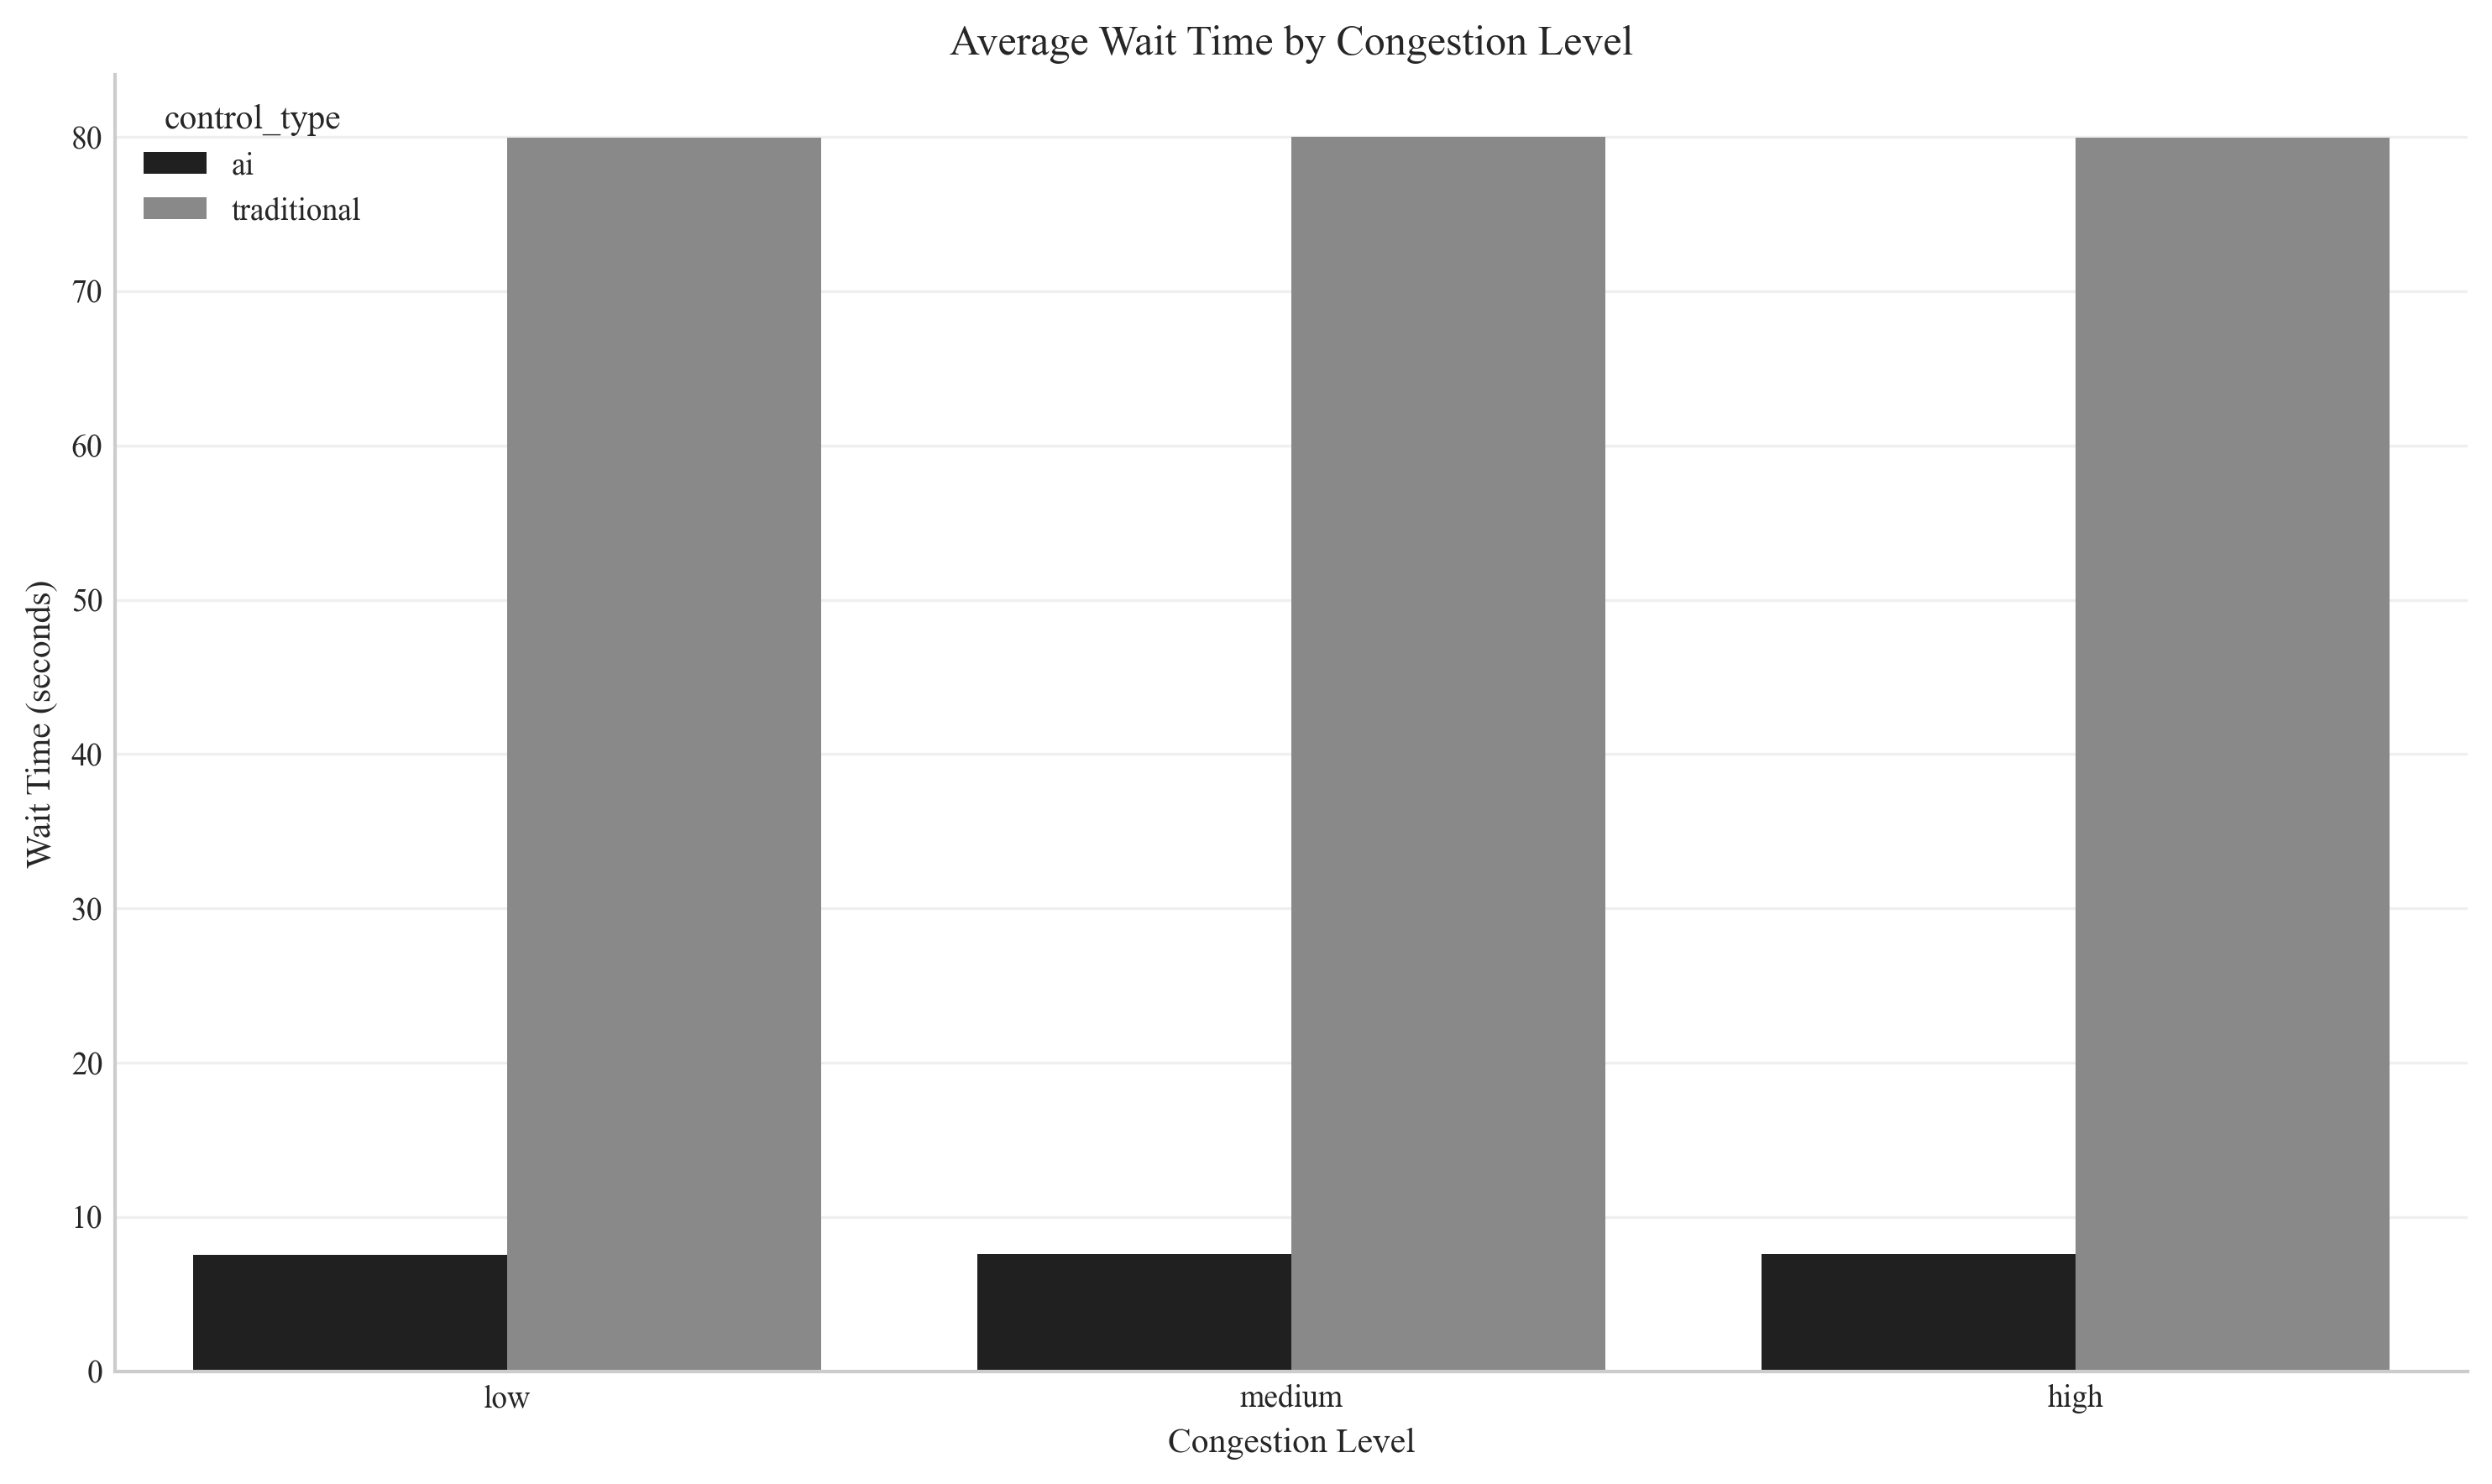 Average Wait Time by Congestion Level
control_type
ai
traditional
80
70
60
50
40
30
20
10
0
Wait Time (seconds)
low
medium
high
Congestion Level